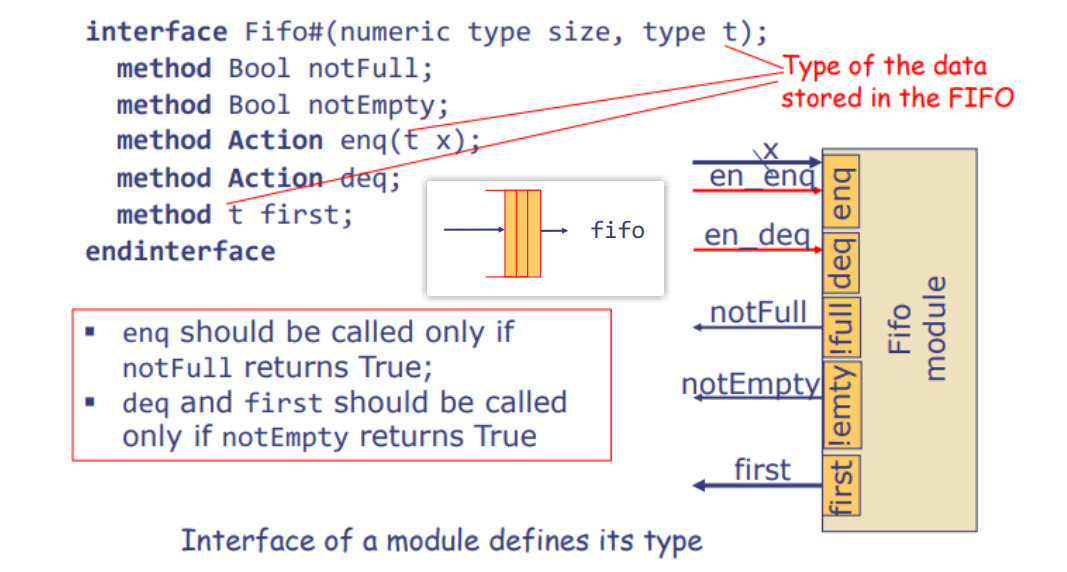 interface Fifo#(numeric type size, type t);
method Bool notFull;
method Bool notEmpty;
method Action enq(t x);
method Action deq;
method t first;
endinterface
Type of the data
stored in the FIFO
fifo
▪ enq should be called only if
notFull returns True;
▪ deq and first should be called
only if notEmpty returns True
x
en_enq
en_deq
notFull
notEmpty
first
enq
deq
!full
!emty
first
Fifo
module
Interface of a module defines its type